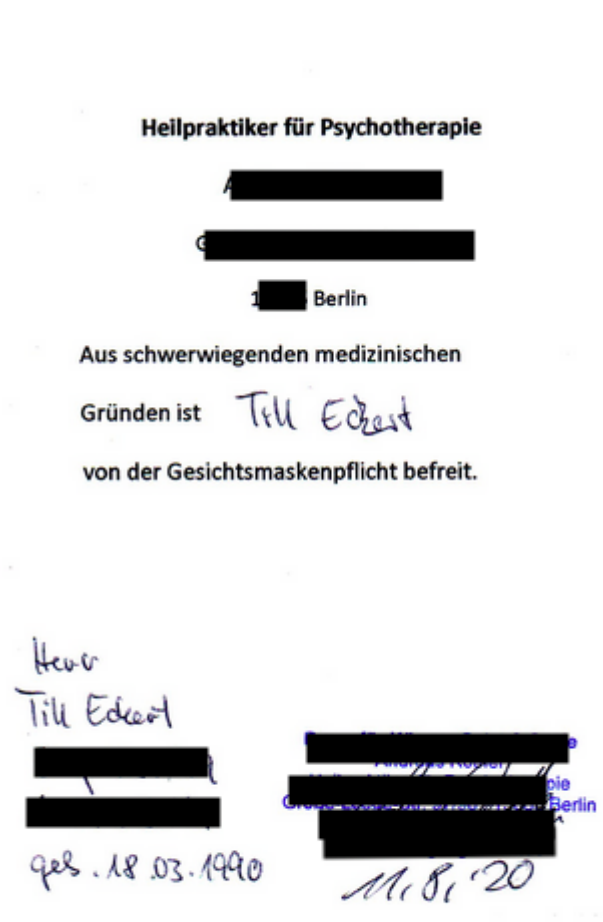 Heilpraktiker für Psychotherapie
Berlin
Aus schwerwiegenden medizinischen
Gründen ist Till Eckert
von der Gesichtsmaskenpflicht befreit.
Herr
Till Eckert
geb. 18.03.1990
Berlin
11.8.'20